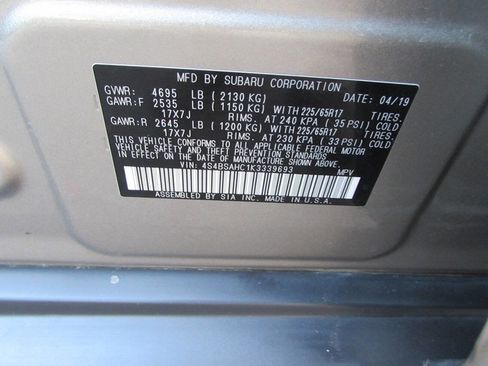 MFD BY SUBARU CORPORATION
GVWR: 4695 LB ( 2130 KG) DATE: 04/19
GAWR:F 2535 LB ( 1150 KG) WITH 225/65R17 TIRES.
17X7J RIMS. AT 240 KPA ( 35 PSI) COLD
GAWR:R 2645 LB ( 1200 KG) WITH 225/65R17 TIRES.
17X7J RIMS. AT 230 KPA ( 33 PSI) COLD
THIS VEHICLE CONFORMS TO ALL APPLICABLE FEDERAL MOTOR
VEHICLE SAFETY, BUMPER, AND THEFT PREVENTION STANDARDS
IN EFFECT ON THE DATE OF MANUFACTURE SHOWN ABOVE.
VIN: 4S4BSAHC1K3339693 MPV
ASSEMBLED BY SIA INC. MADE IN U.S.A.